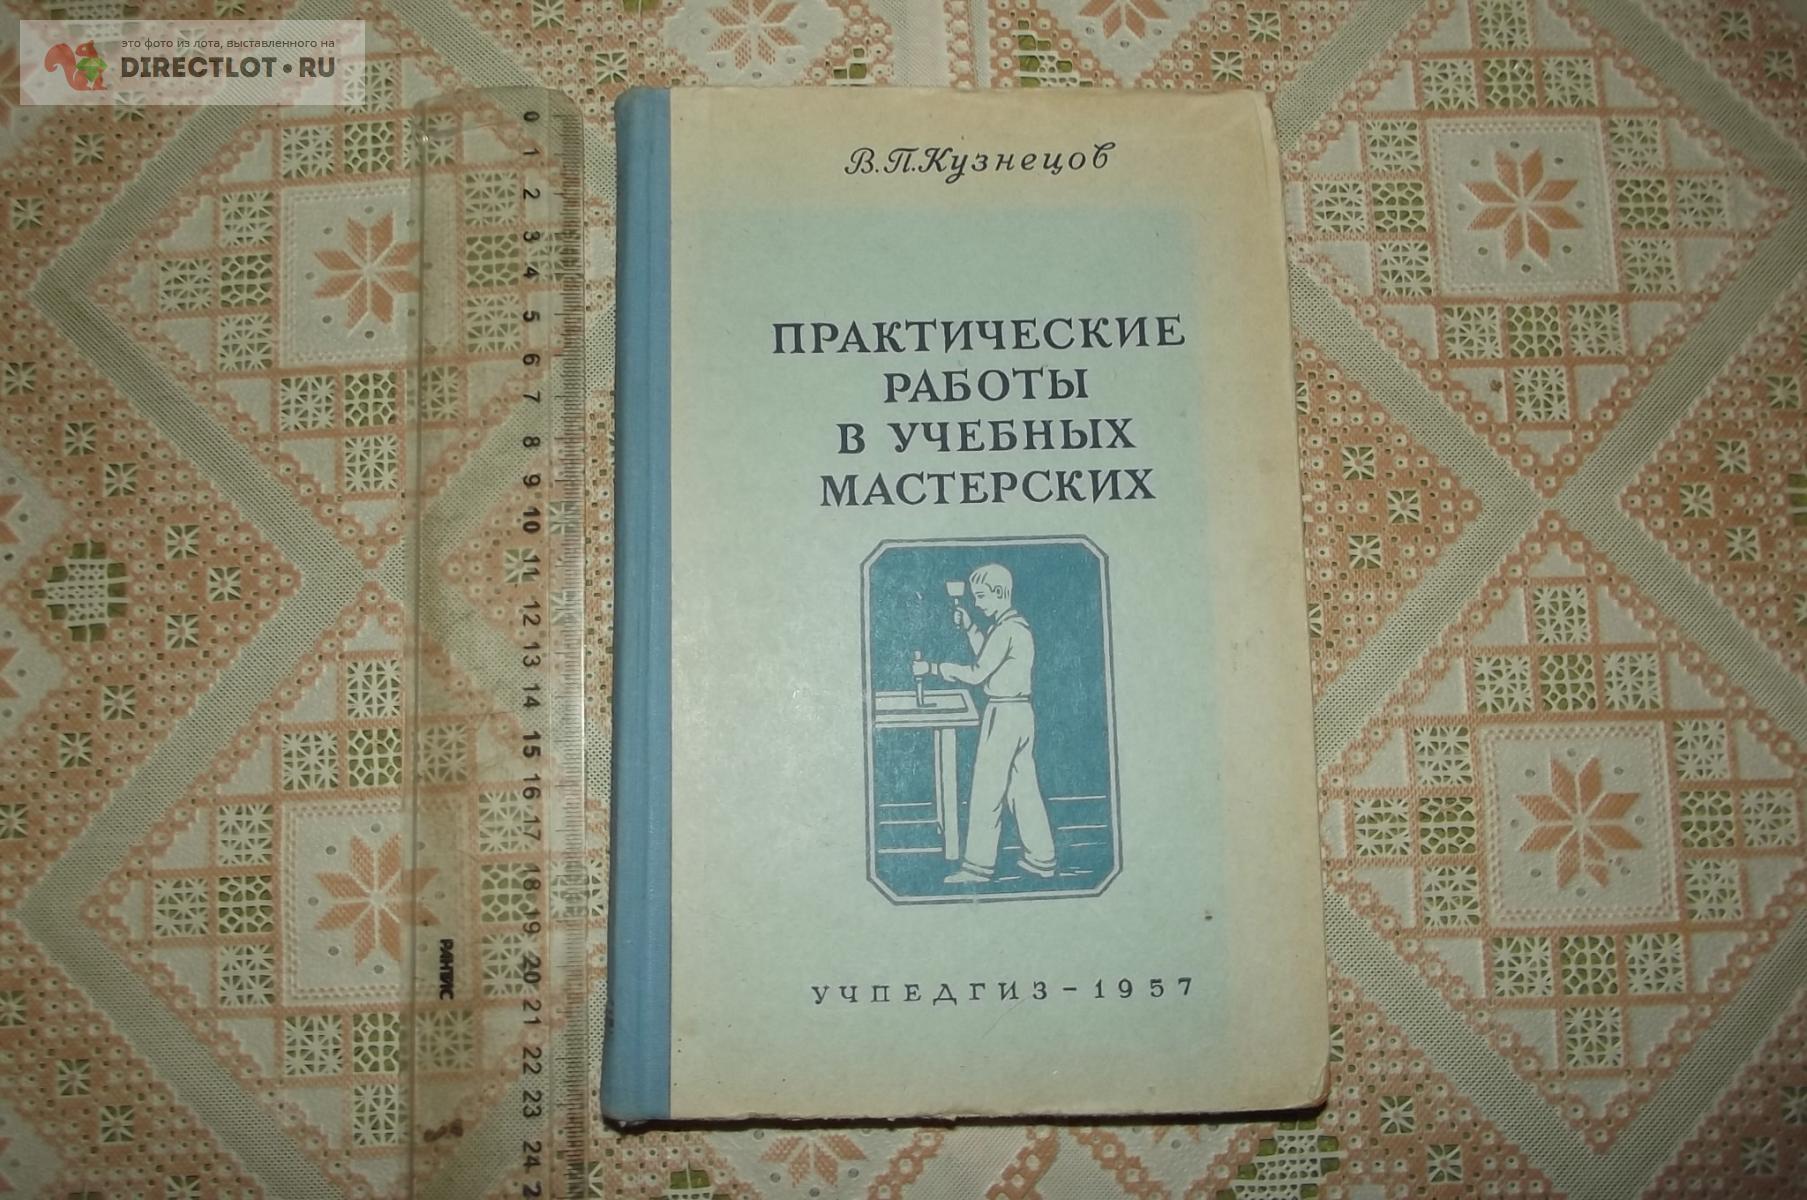 это фото из лота, выставленного на
DIRECTLOT•RU
В.П.Кузнецов
ПРАКТИЧЕСКИЕ
РАБОТЫ
В УЧЕБНЫХ
МАСТЕРСКИХ
УЧПЕДГИЗ – 1957
0
1
2
3
4
5
6
7
8
9
10
11
12
13
14
15
16
17
18
19
20
21
22
23
24
2
РАНТИС